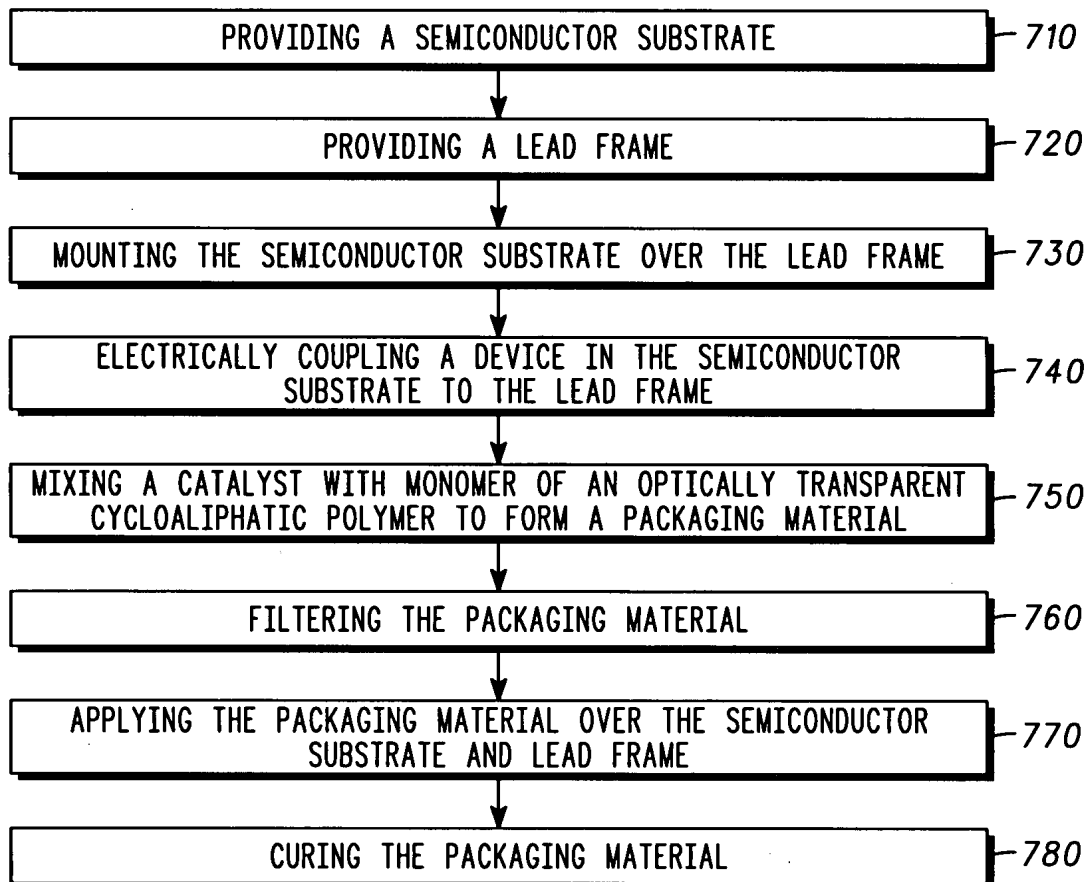 PROVIDING A SEMICONDUCTOR SUBSTRATE 710
PROVIDING A LEAD FRAME 720
MOUNTING THE SEMICONDUCTOR SUBSTRATE OVER THE LEAD FRAME 730
ELECTRICALLY COUPLING A DEVICE IN THE SEMICONDUCTOR
SUBSTRATE TO THE LEAD FRAME 740
MIXING A CATALYST WITH MONOMER OF AN OPTICALLY TRANSPARENT
CYCLOALIPHATIC POLYMER TO FORM A PACKAGING MATERIAL 750
FILTERING THE PACKAGING MATERIAL 760
APPLYING THE PACKAGING MATERIAL OVER THE SEMICONDUCTOR
SUBSTRATE AND LEAD FRAME 770
CURING THE PACKAGING MATERIAL 780